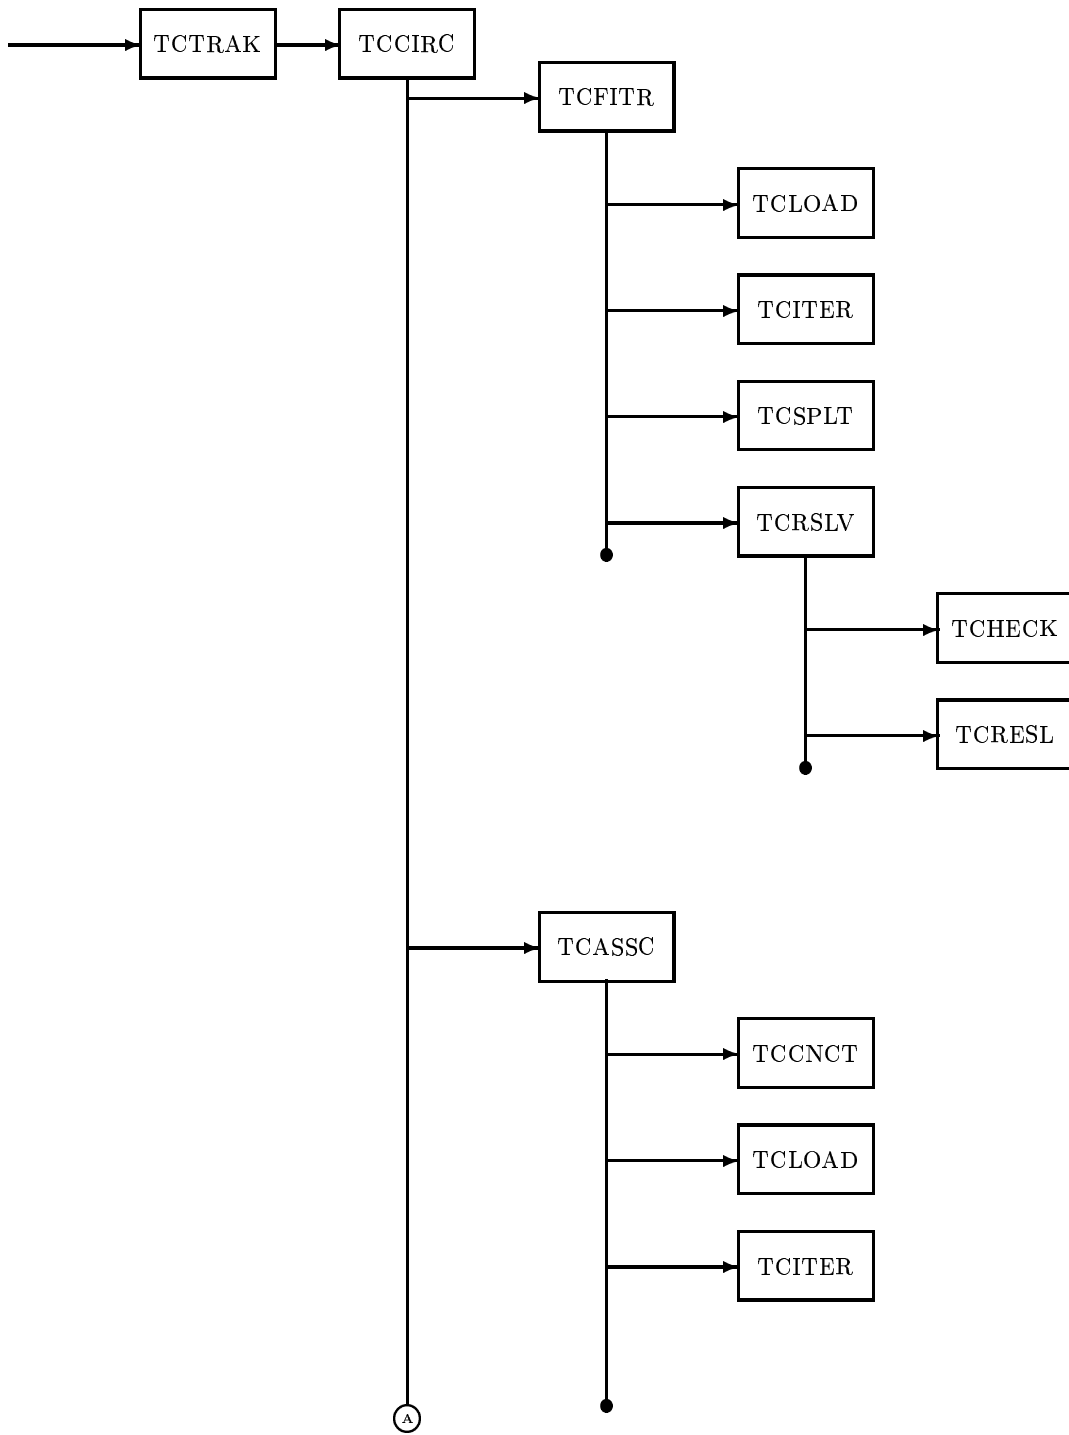 TCTRAK
TCCIRC
TCFITR
TCLOAD
TCITER
TCSPLT
TCRSLV
TCHECK
TCRESL
TCASSC
TCCNCT
TCLOAD
TCITER
A